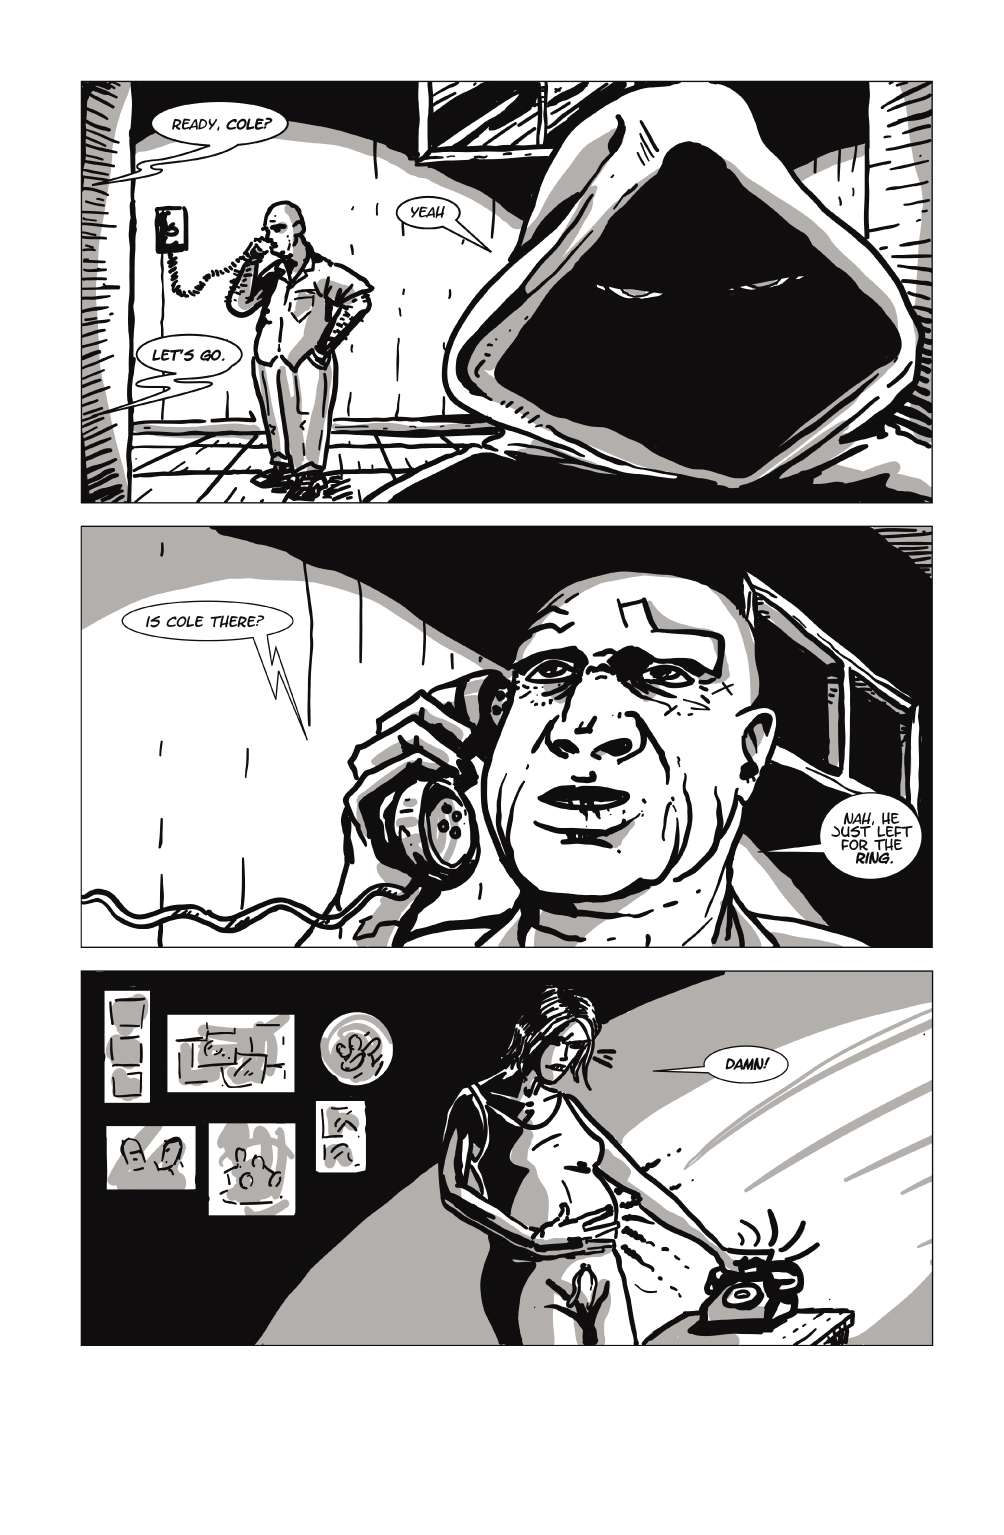 READY, COLE?
YEAH
LET'S GO.
IS COLE THERE?
NAH, HE
JUST LEFT
FOR THE
RING.
DAMN!